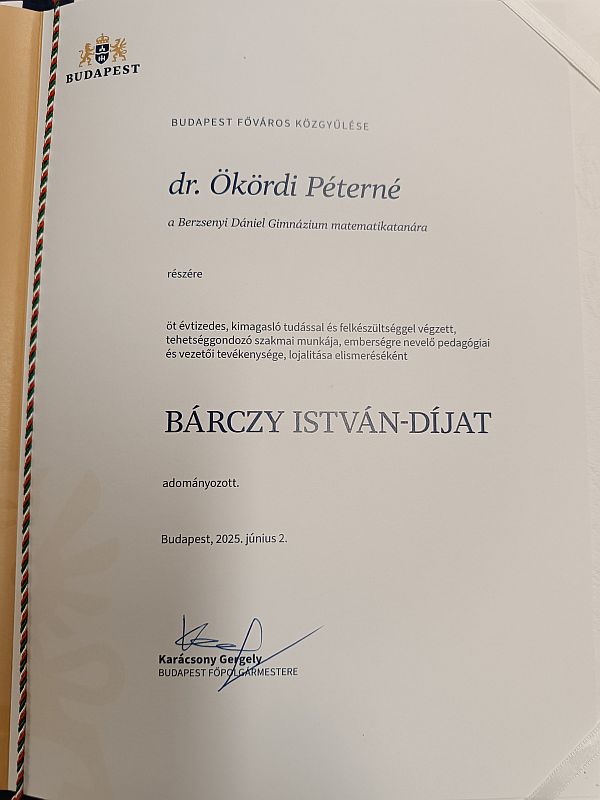 BUDAPEST
BUDAPEST FŐVÁROS KÖZGYŰLÉSE
dr. Ökördi Péterné
a Berzsenyi Dániel Gimnázium matematikatanára
részére
öt évtizedes, kimagasló tudással és felkészültséggel végzett,
tehetséggondozó szakmai munkája, emberségre nevelő pedagógiai
és vezetői tevékenysége, lojalitása elismeréseként
BÁRCZY ISTVÁN-DÍJAT
adományozott.
Budapest, 2025. június 2.
Karácsony Gergely
BUDAPEST FŐPOLGÁRMESTERE